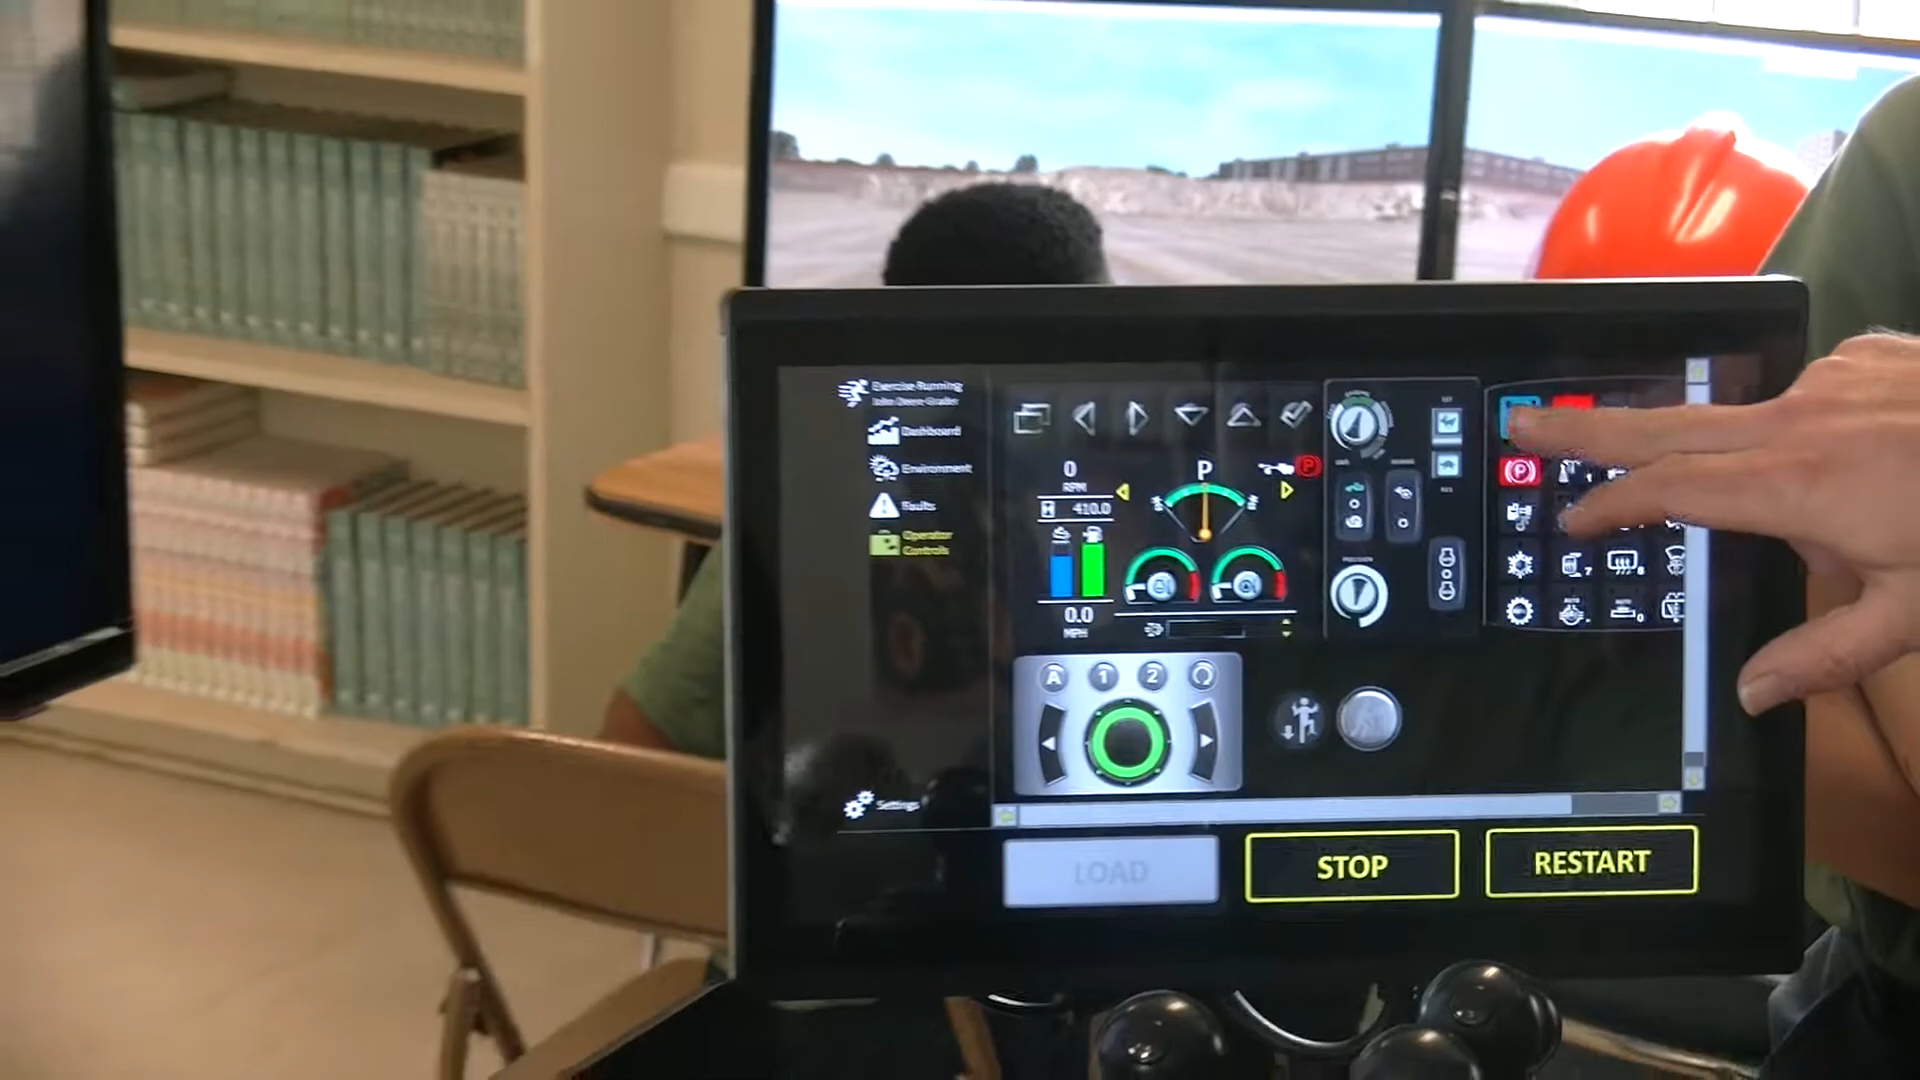 Exercise Running
John Deere Grader
Dashboard
Environment
Faults
Operator
Controls
Settings
0
RPM
H 410.0
P
P
0.0
MPH
A 1 2
P
LOAD
STOP
RESTART